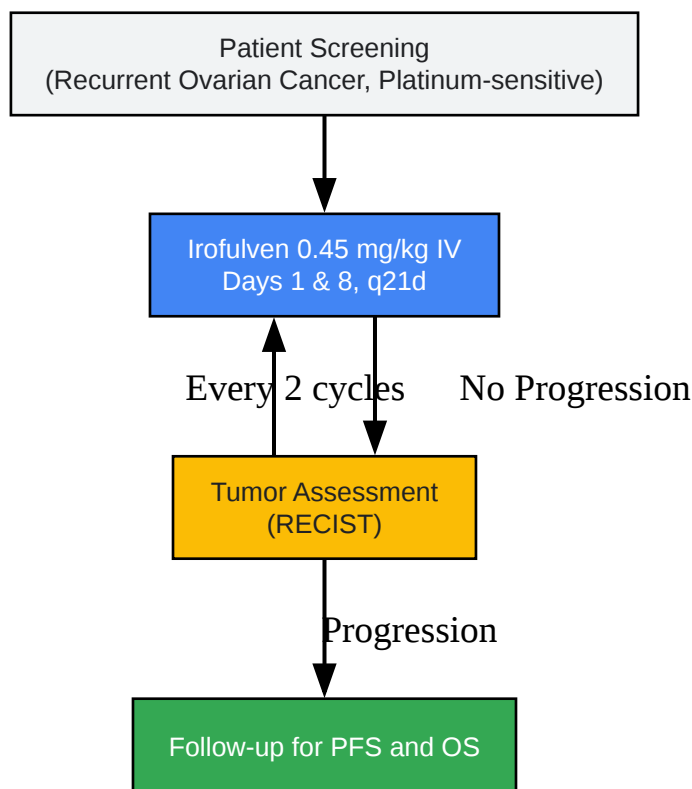 Patient Screening
(Recurrent Ovarian Cancer, Platinum-sensitive)
Irofulven 0.45 mg/kg IV
Days 1 & 8, q21d
Every 2 cycles
No Progression
Tumor Assessment
(RECIST)
Progression
Follow-up for PFS and OS